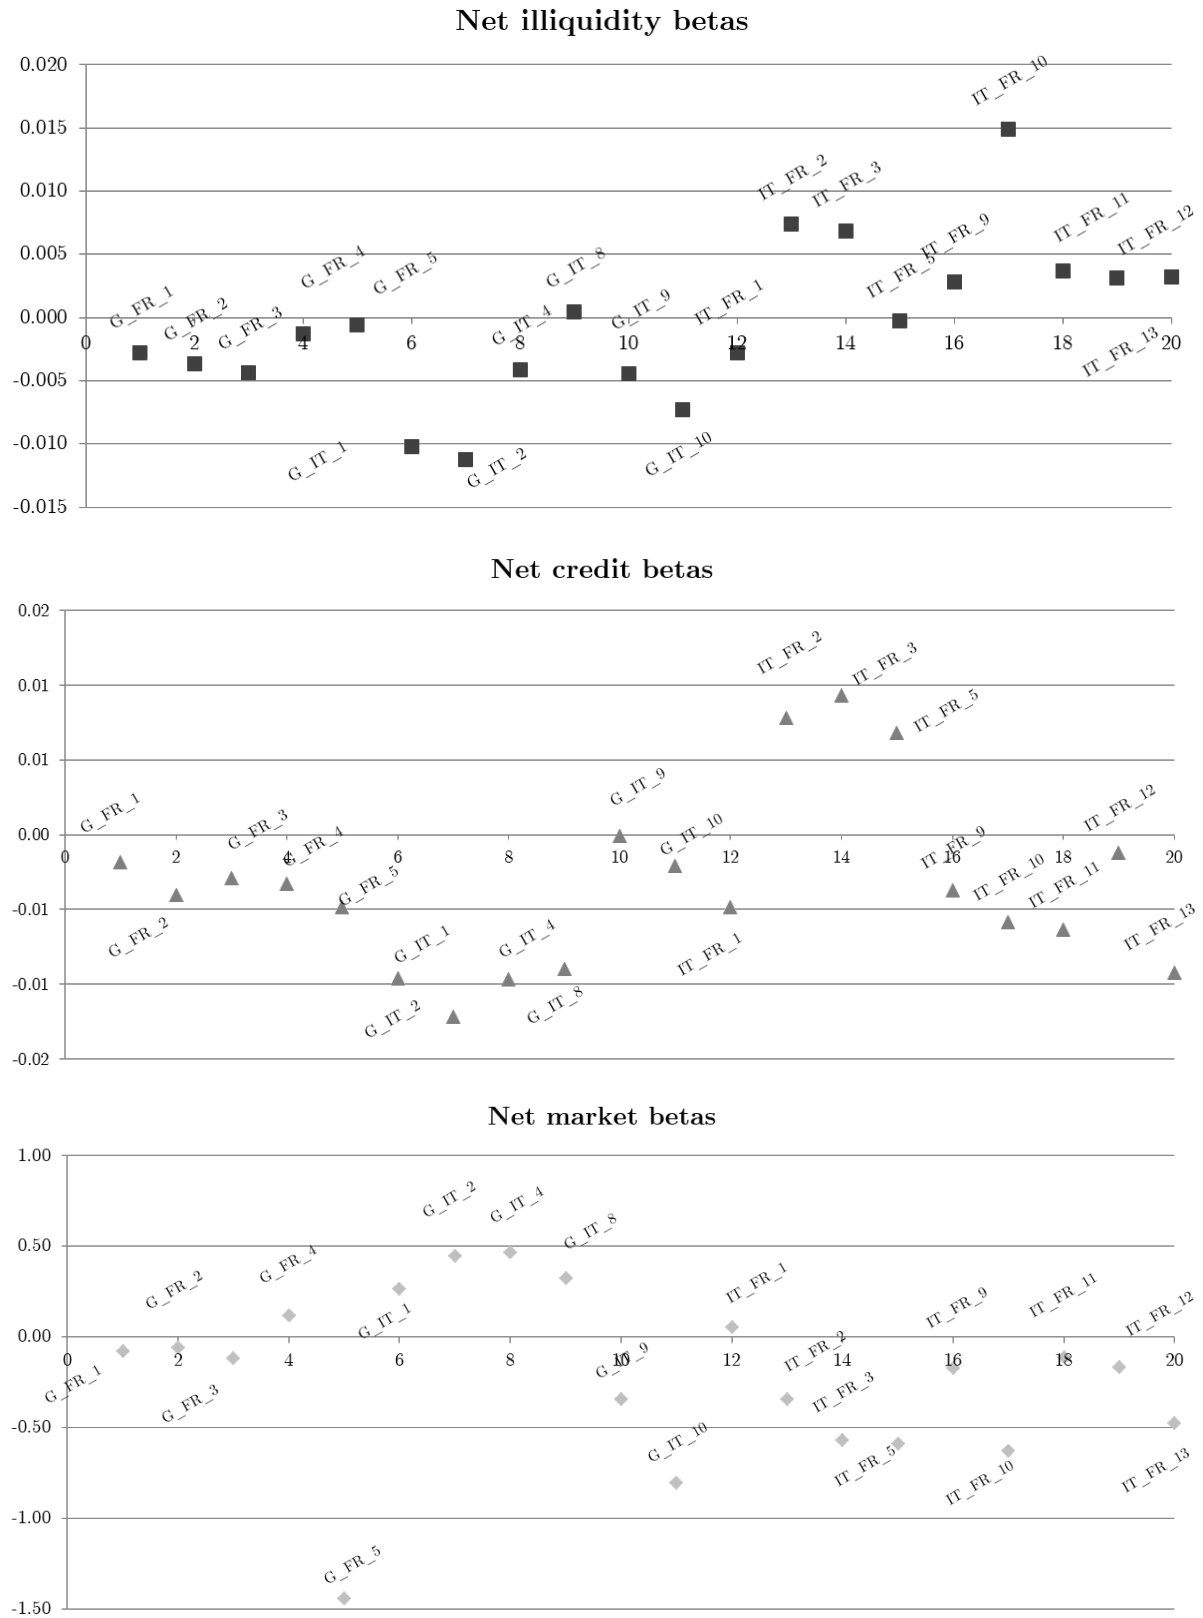 Net illiquidity betas
0.020
IT_FR_10
0.015
IT_FR_2
IT_FR_3
0.010
IT_FR_9
IT_FR_11
IT_FR_12
0.005
G_FR_4
G_FR_5
G_IT_8
IT_FR_5
G_FR_1
G_FR_2
G_FR_3
G_IT_4
G_IT_9
IT_FR_1
0.000
0 2 4 6 8 10 12 14 16 18 20
IT_FR_13
-0.005
-0.010
G_IT_1
G_IT_2
G_IT_10
-0.015
Net credit betas
0.02
IT_FR_2
IT_FR_3
0.01
IT_FR_5
0.01
G_IT_9
G_FR_1
IT_FR_12
0.00
G_FR_3
G_FR_4
G_IT_10
IT_FR_9
0 2 4 6 8 10 12 14 16 18 20
G_FR_5
IT_FR_10
IT_FR_11
-0.01
G_FR_2
G_IT_1
G_IT_4
IT_FR_1
IT_FR_13
-0.01
G_IT_2
G_IT_8
-0.02
Net market betas
1.00
G_IT_2
G_IT_4
G_IT_8
0.50
G_FR_2
G_FR_4
IT_FR_1
IT_FR_9
IT_FR_11
IT_FR_12
G_IT_1
0.00
0 2 4 6 8 10 12 14 16 18 20
G_FR_1
G_FR_3
G_IT_9
IT_FR_2
IT_FR_3
-0.50
G_IT_10
IT_FR_5
IT_FR_10
IT_FR_13
-1.00
G_FR_5
-1.50